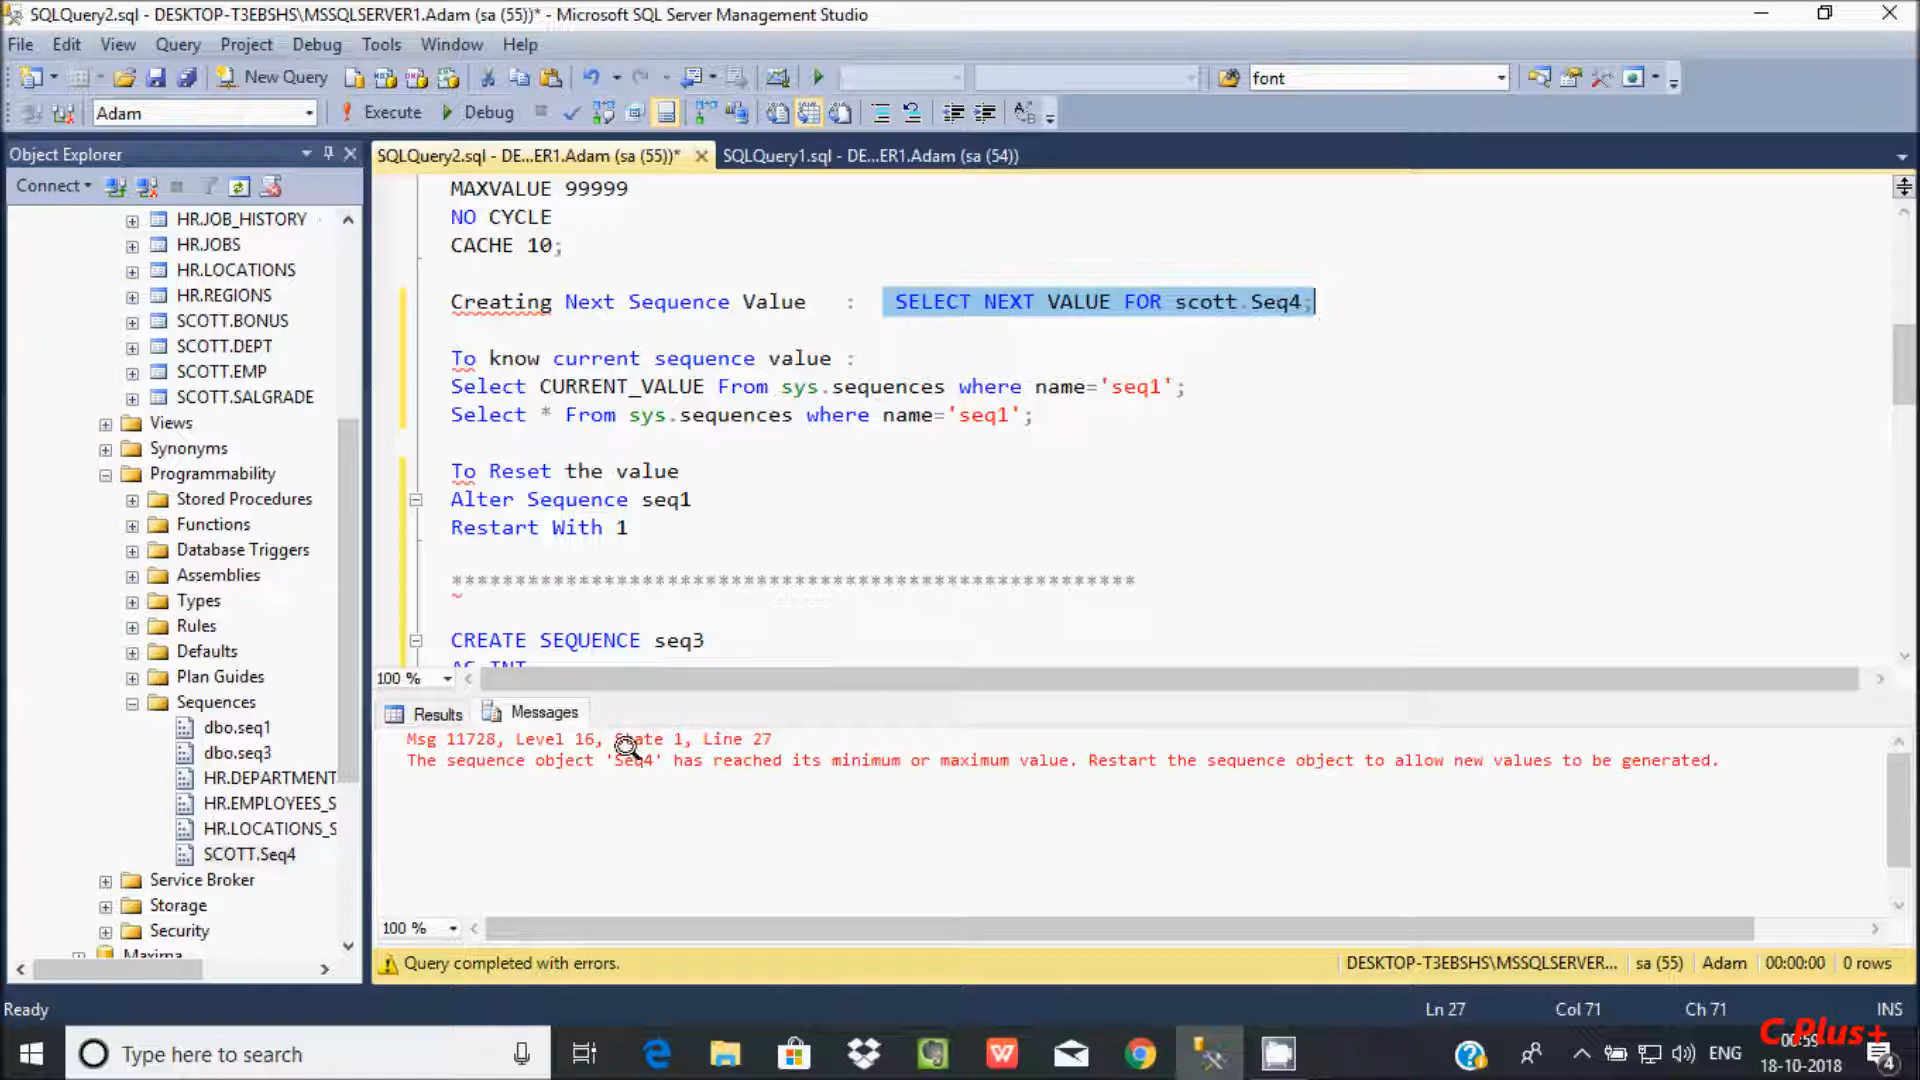 SQLQuery2.sql - DESKTOP-T3EBSHS\MSSQLSERVER1.Adam (sa (55))* - Microsoft SQL Server Management Studio
File Edit View Query Project Debug Tools Window Help
New Query font
Adam Execute Debug
Object Explorer
SQLQuery2.sql - DE...ER1.Adam (sa (55))* SQLQuery1.sql - DE...ER1.Adam (sa (54))
Connect
HR.JOB_HISTORY
HR.JOBS
HR.LOCATIONS
HR.REGIONS
SCOTT.BONUS
SCOTT.DEPT
SCOTT.EMP
SCOTT.SALGRADE
Views
Synonyms
Programmability
Stored Procedures
Functions
Database Triggers
Assemblies
Types
Rules
Defaults
Plan Guides
Sequences
dbo.seq1
dbo.seq3
HR.DEPARTMENT
HR.EMPLOYEES_S
HR.LOCATIONS_S
SCOTT.Seq4
Service Broker
Storage
Security
Maxima
MAXVALUE 99999
NO CYCLE
CACHE 10;
Creating Next Sequence Value : SELECT NEXT VALUE FOR scott.Seq4;
To know current sequence value :
Select CURRENT_VALUE From sys.sequences where name='seq1';
Select * From sys.sequences where name='seq1';
To Reset the value
Alter Sequence seq1
Restart With 1
******************************************************
CREATE SEQUENCE seq3
AS INT
100 %
Results Messages
Msg 11728, Level 16, State 1, Line 27
The sequence object 'Seq4' has reached its minimum or maximum value. Restart the sequence object to allow new values to be generated.
100 %
Query completed with errors. DESKTOP-T3EBSHS\MSSQLSERVER... sa (55) Adam 00:00:00 0 rows
Ready Ln 27 Col 71 Ch 71 INS
C Plus+
Type here to search ENG 00:59
18-10-2018 4